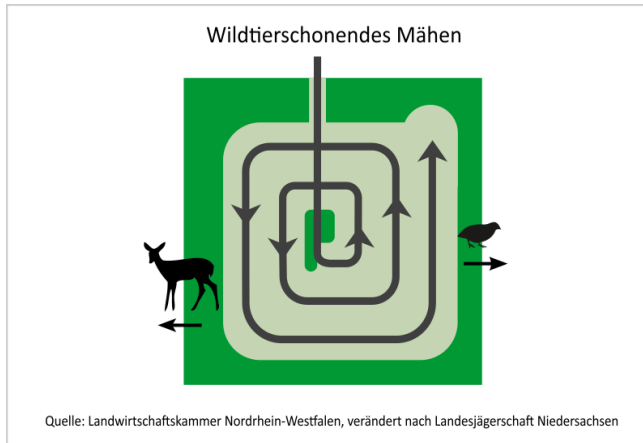 Wildtierschonendes Mähen
Quelle: Landwirtschaftskammer Nordrhein-Westfalen, verändert nach Landesjägerschaft Niedersachsen